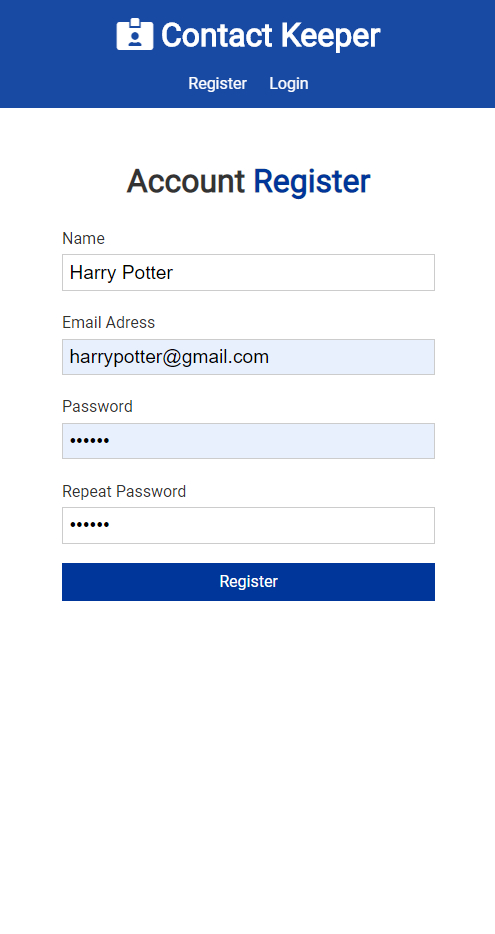 Contact Keeper
Register Login
Account Register
Name
Harry Potter
Email Adress
harrypotter@gmail.com
Password
••••••
Repeat Password
••••••
Register